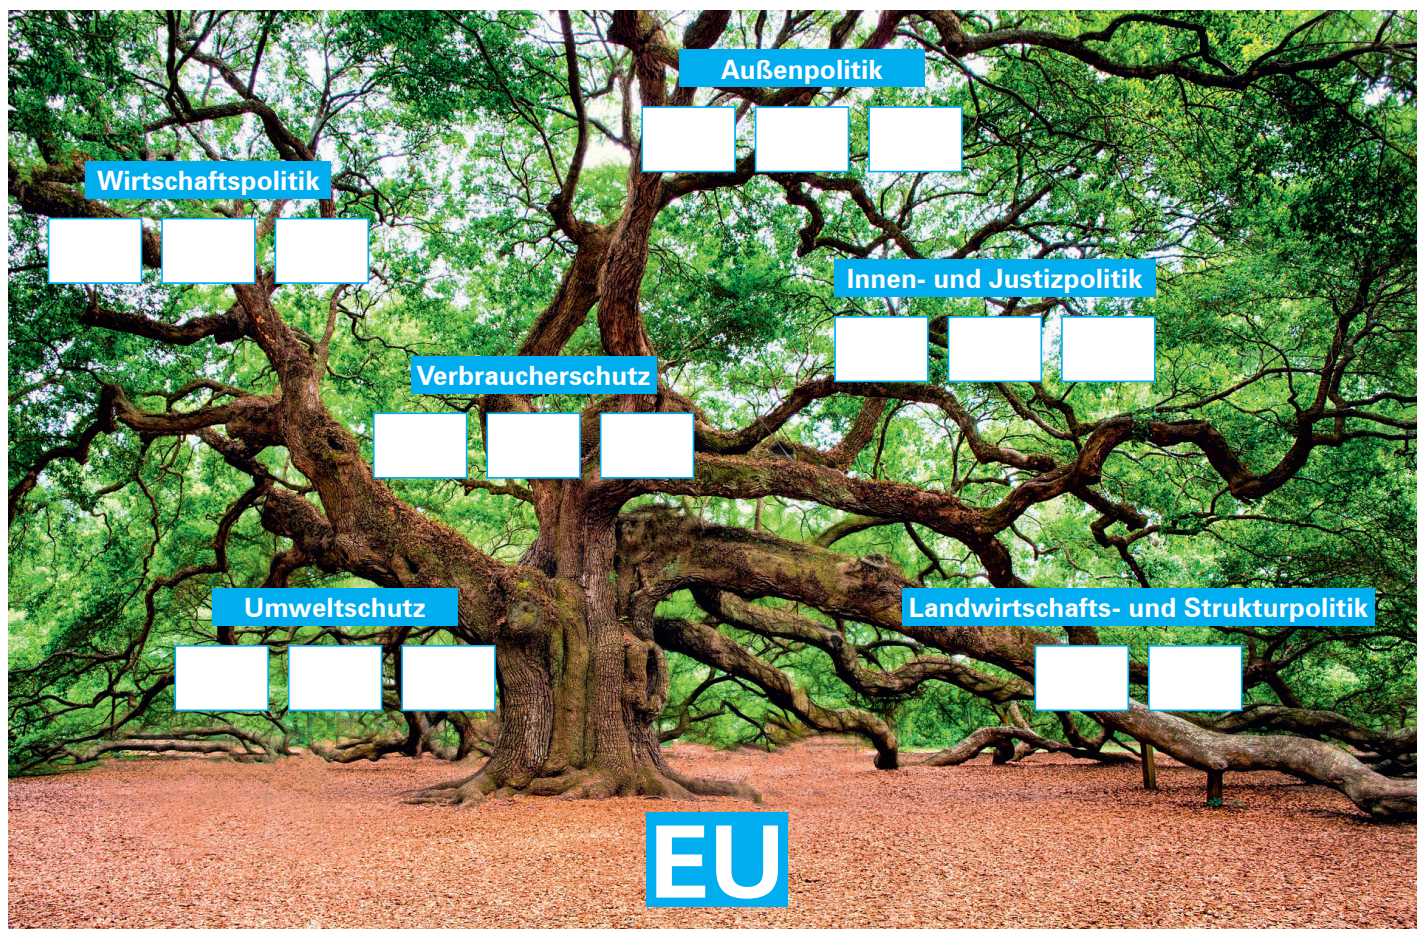 Außenpolitik
Wirtschaftspolitik
Innen- und Justizpolitik
Verbraucherschutz
Umweltschutz
Landwirtschafts- und Strukturpolitik
EU